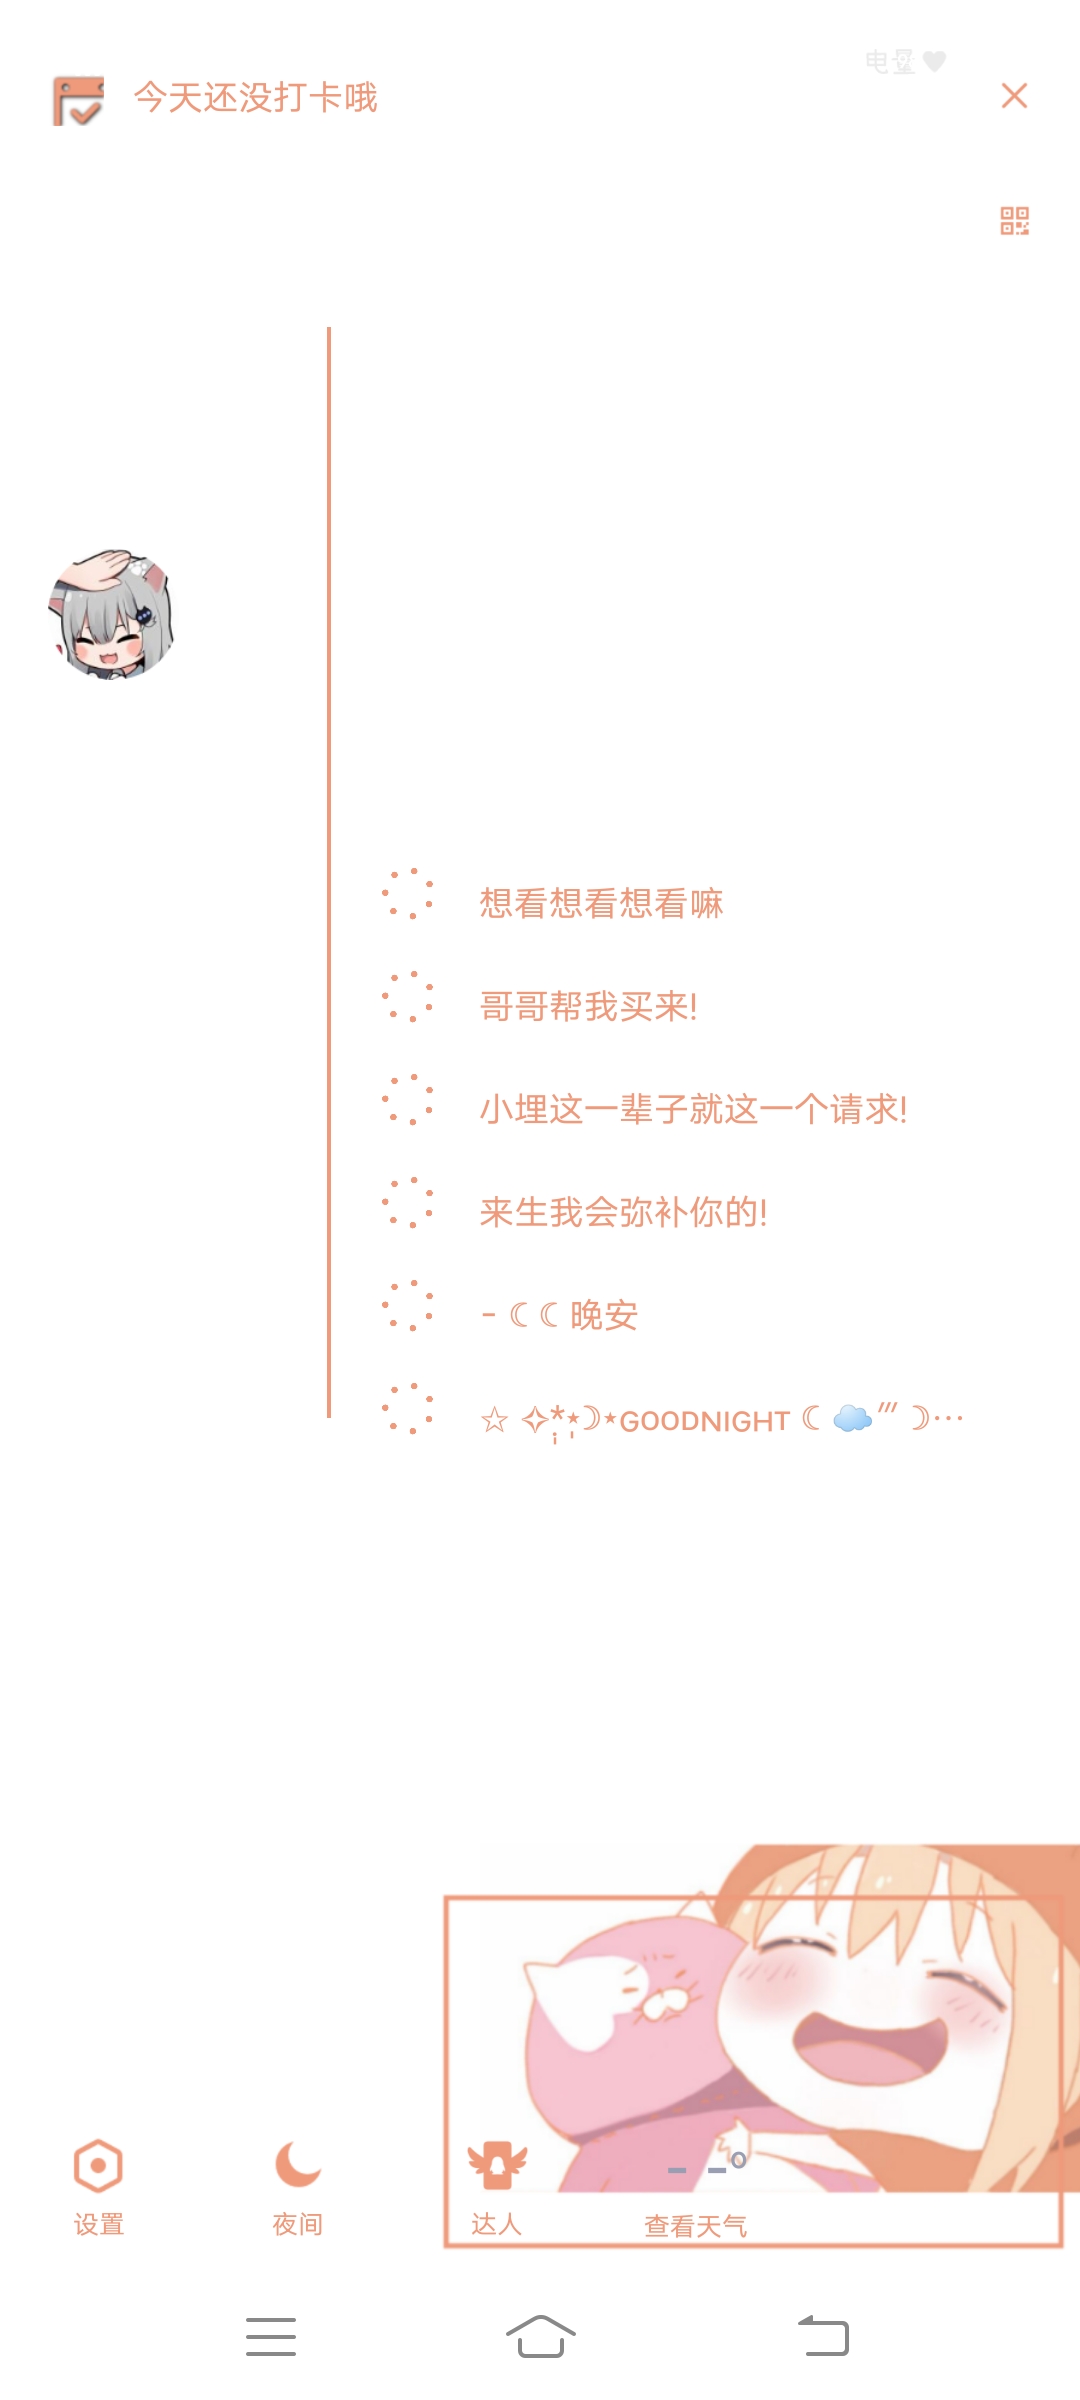 电量
今天还没打卡哦
想看想看想看嘛
哥哥帮我买来!
小埋这一辈子就这一个请求!
来生我会弥补你的!
- ☾ ☾ 晚安
☆ ✧*¦⋆☽⋆ɢᴏᴏᴅɴɪɢʜᴛ ☾ ☁️‴ ☽···
- -°
设置
夜间
达人
查看天气